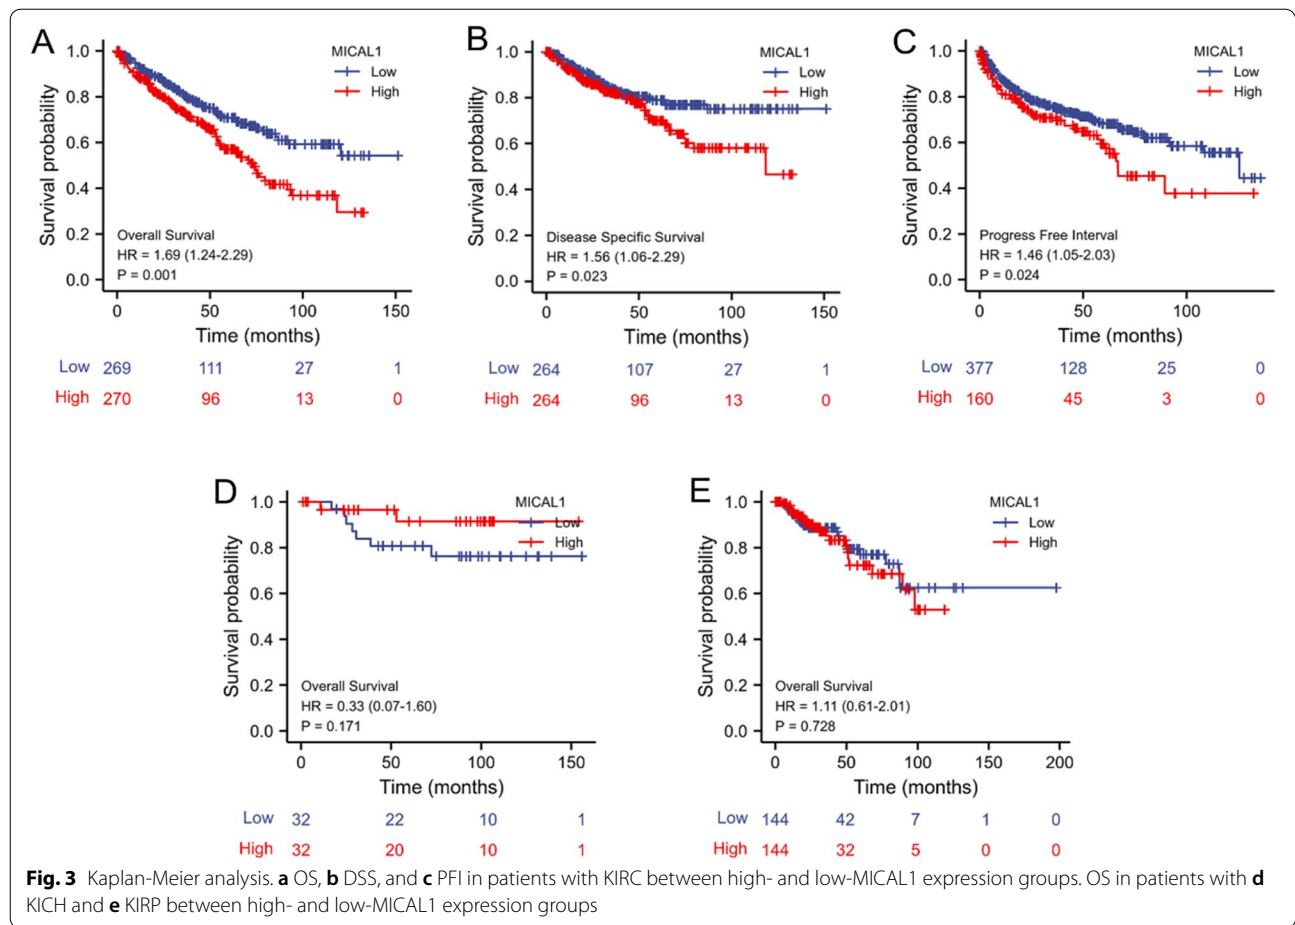 A
1.0
0.8
0.6
0.4
0.2
0.0
Survival probability
MICAL1
Low
High
Overall Survival
HR = 1.69 (1.24-2.29)
P = 0.001
0 50 100 150
Time (months)
Low 269 111 27 1
High 270 96 13 0
B
1.0
0.8
0.6
0.4
0.2
0.0
Survival probability
MICAL1
Low
High
Disease Specific Survival
HR = 1.56 (1.06-2.29)
P = 0.023
0 50 100 150
Time (months)
Low 264 107 27 1
High 264 96 13 0
C
1.0
0.8
0.6
0.4
0.2
0.0
Survival probability
MICAL1
Low
High
Progress Free Interval
HR = 1.46 (1.05-2.03)
P = 0.024
0 50 100
Time (months)
Low 377 128 25 0
High 160 45 3 0
D
1.0
0.8
0.6
0.4
0.2
0.0
Survival probability
MICAL1
Low
High
Overall Survival
HR = 0.33 (0.07-1.60)
P = 0.171
0 50 100 150
Time (months)
Low 32 22 10 1
High 32 20 10 1
E
1.0
0.8
0.6
0.4
0.2
0.0
Survival probability
MICAL1
Low
High
Overall Survival
HR = 1.11 (0.61-2.01)
P = 0.728
0 50 100 150 200
Time (months)
Low 144 42 7 1 0
High 144 32 5 0 0
Fig. 3 Kaplan-Meier analysis. a OS, b DSS, and c PFI in patients with KIRC between high- and low-MICAL1 expression groups. OS in patients with d
KICH and e KIRP between high- and low-MICAL1 expression groups